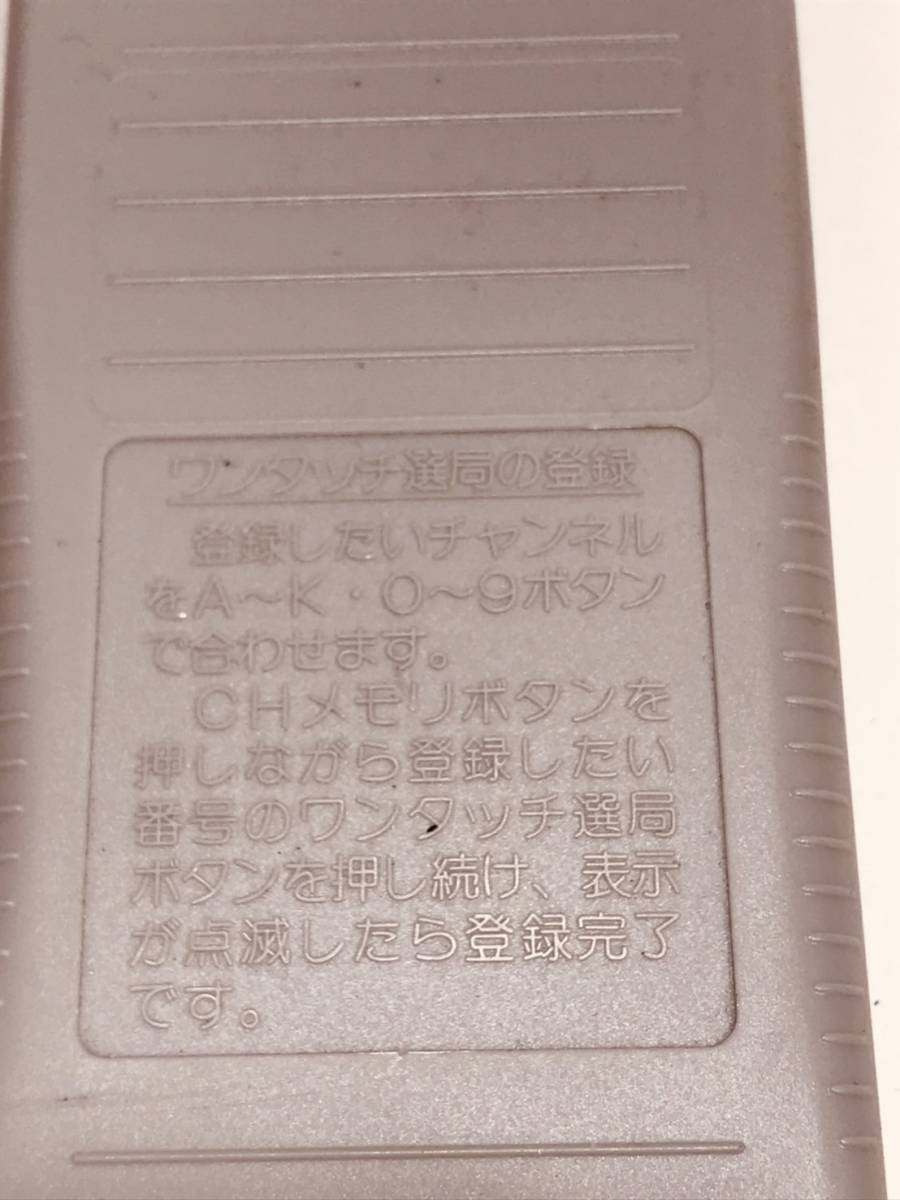 ワンタッチ選局の登録
登録したいチャンネル
をA〜K・0〜9ボタン
で合わせます。
CHメモリボタンを
押しながら登録したい
番号のワンタッチ選局
ボタンを押し続け、表示
が点滅したら登録完了
です。